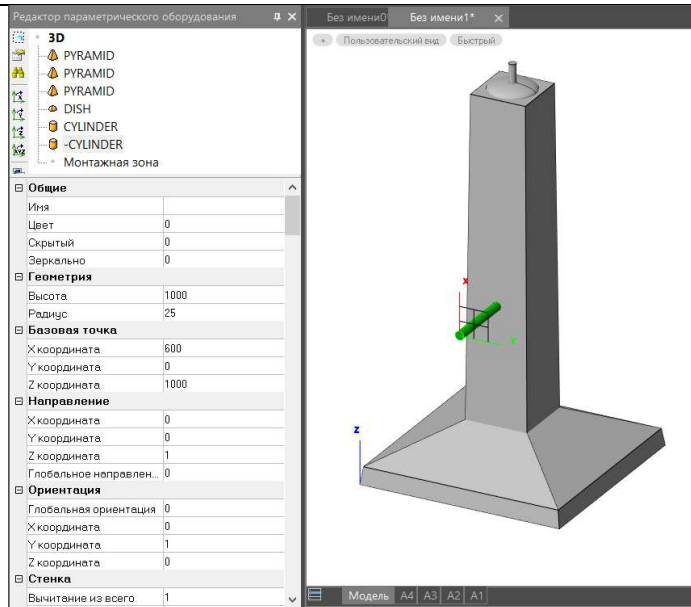 Редактор параметрического оборудования
3D
PYRAMID
PYRAMID
PYRAMID
DISH
CYLINDER
-CYLINDER
Монтажная зона
Общие
Имя
Цвет 0
Скрытый 0
Зеркально 0
Геометрия
Высота 1000
Радиус 25
Базовая точка
X координата 600
Y координата 0
Z координата 1000
Направление
X координата 0
Y координата 0
Z координата 1
Глобальное направлен... 0
Ориентация
Глобальная ориентация 0
X координата 0
Y координата 1
Z координата 0
Стенка
Вычитание из всего 1
Без имени0 Без имени1*
+ Пользовательский вид Быстрый
X
Z
Модель A4 A3 A2 A1